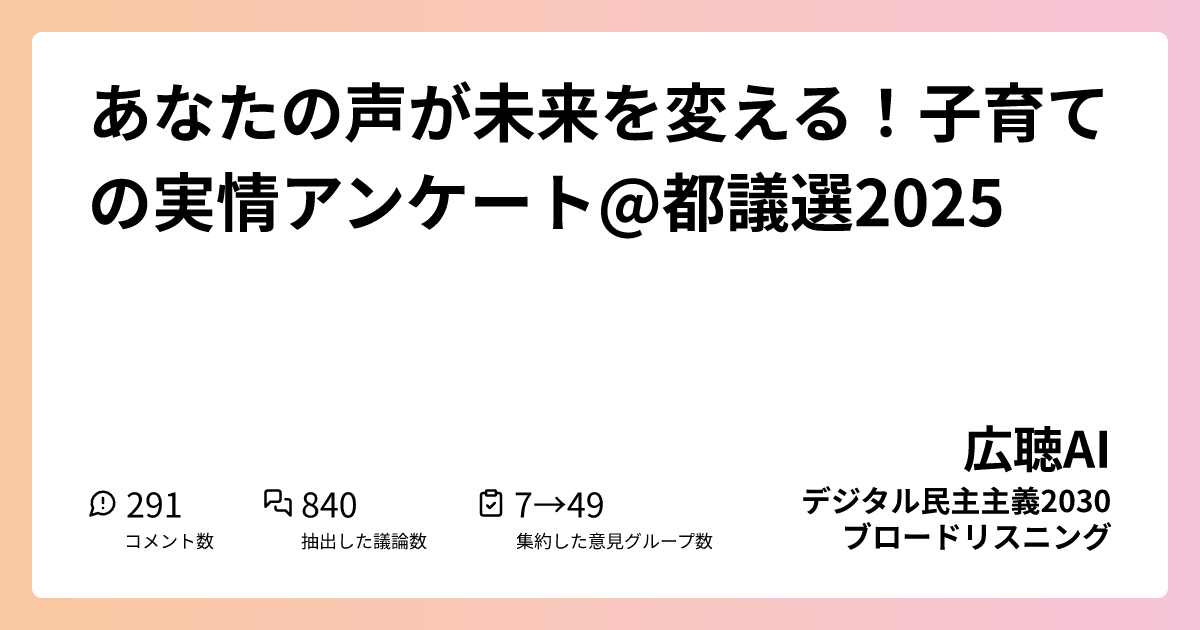 あなたの声が未来を変える！子育て
の実情アンケート@都議選2025
広聴AI
デジタル民主主義2030
ブロードリスニング
291
コメント数
840
抽出した議論数
7→49
集約した意見グループ数